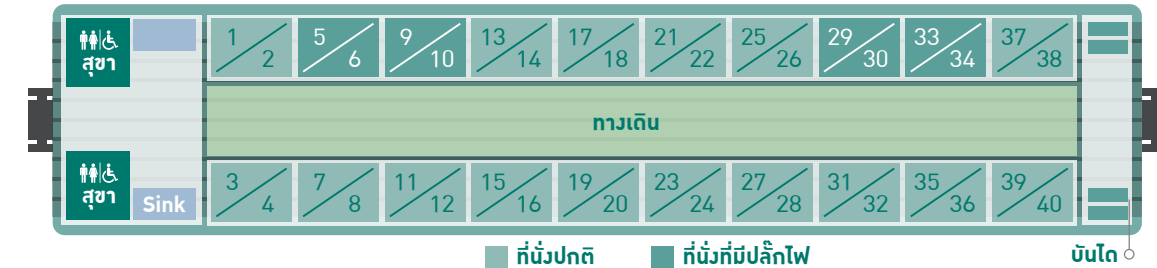 สุขา
1 2 5 6 9 10 13 14 17 18 21 22 25 26 29 30 33 34 37 38
ทางเดิน
สุขา
Sink
3 4 7 8 11 12 15 16 19 20 23 24 27 28 31 32 35 36 39 40
ที่นั่งปกติ ที่นั่งที่มีปลั๊กไฟ บันได